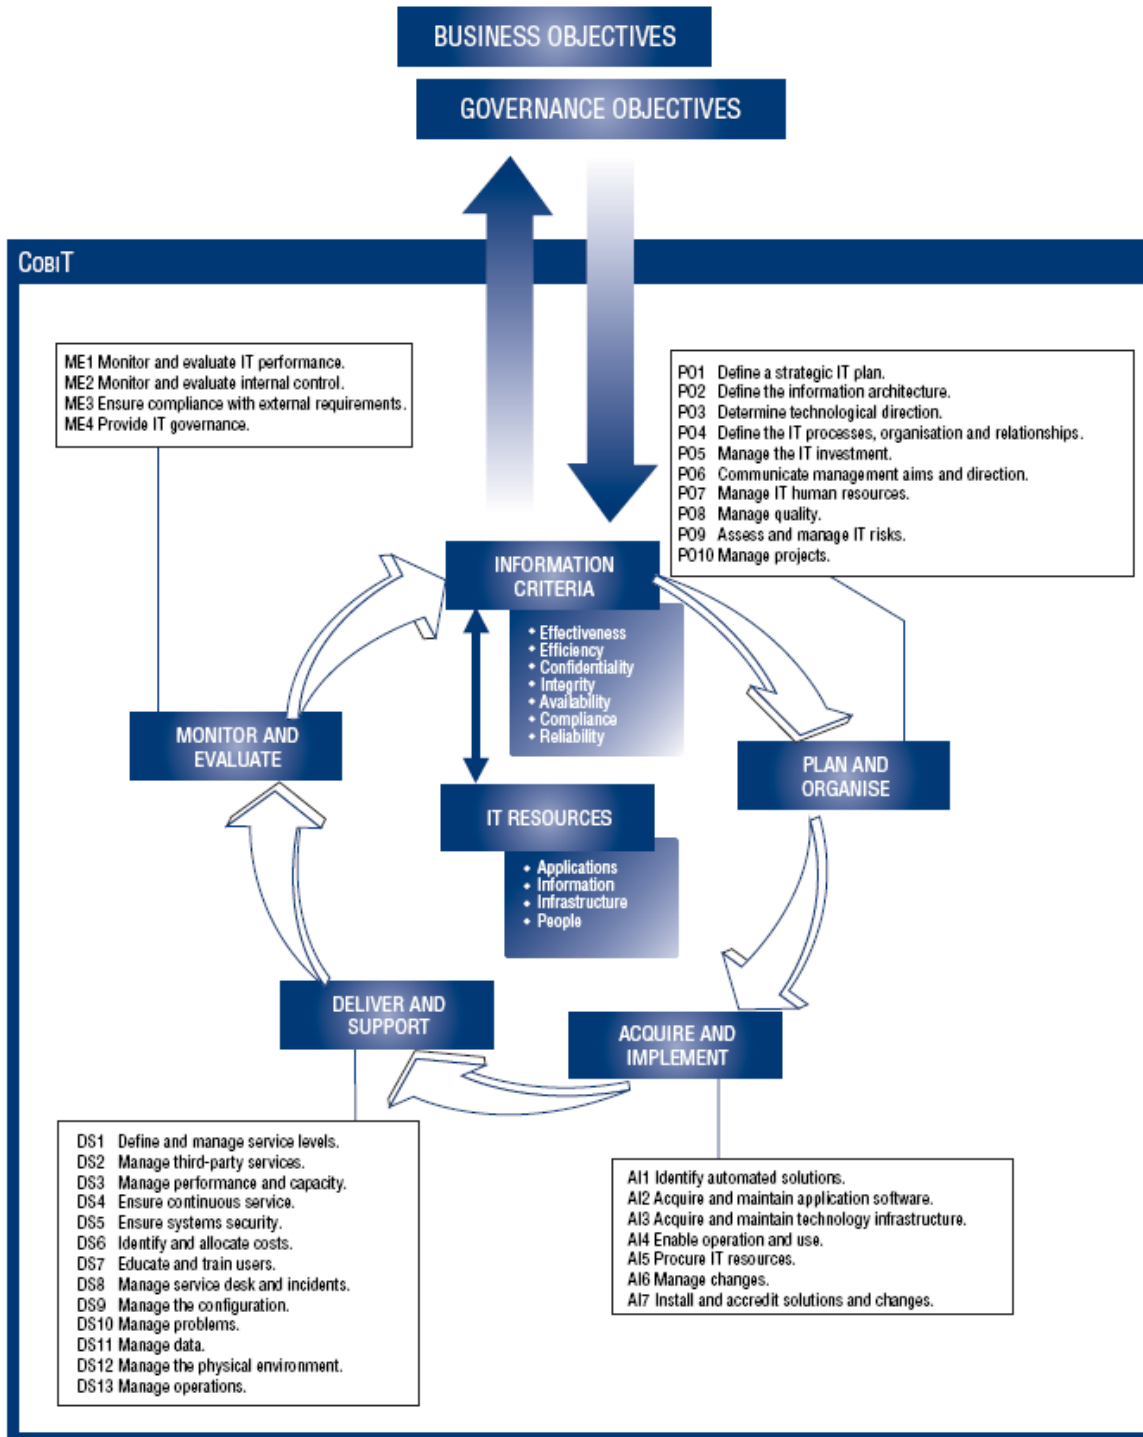 BUSINESS OBJECTIVES
GOVERNANCE OBJECTIVES
COBIT
ME1 Monitor and evaluate IT performance.
ME2 Monitor and evaluate internal control.
ME3 Ensure compliance with external requirements.
ME4 Provide IT governance.
PO1 Define a strategic IT plan.
PO2 Define the information architecture.
PO3 Determine technological direction.
PO4 Define the IT processes, organisation and relationships.
PO5 Manage the IT investment.
PO6 Communicate management aims and direction.
PO7 Manage IT human resources.
PO8 Manage quality.
PO9 Assess and manage IT risks.
PO10 Manage projects.
INFORMATION
CRITERIA
• Effectiveness
• Efficiency
• Confidentiality
• Integrity
• Availability
• Compliance
• Reliability
MONITOR AND
EVALUATE
PLAN AND
ORGANISE
IT RESOURCES
• Applications
• Information
• Infrastructure
• People
DELIVER AND
SUPPORT
ACQUIRE AND
IMPLEMENT
DS1 Define and manage service levels.
DS2 Manage third-party services.
DS3 Manage performance and capacity.
DS4 Ensure continuous service.
DS5 Ensure systems security.
DS6 Identify and allocate costs.
DS7 Educate and train users.
DS8 Manage service desk and incidents.
DS9 Manage the configuration.
DS10 Manage problems.
DS11 Manage data.
DS12 Manage the physical environment.
DS13 Manage operations.
AI1 Identify automated solutions.
AI2 Acquire and maintain application software.
AI3 Acquire and maintain technology infrastructure.
AI4 Enable operation and use.
AI5 Procure IT resources.
AI6 Manage changes.
AI7 Install and accredit solutions and changes.